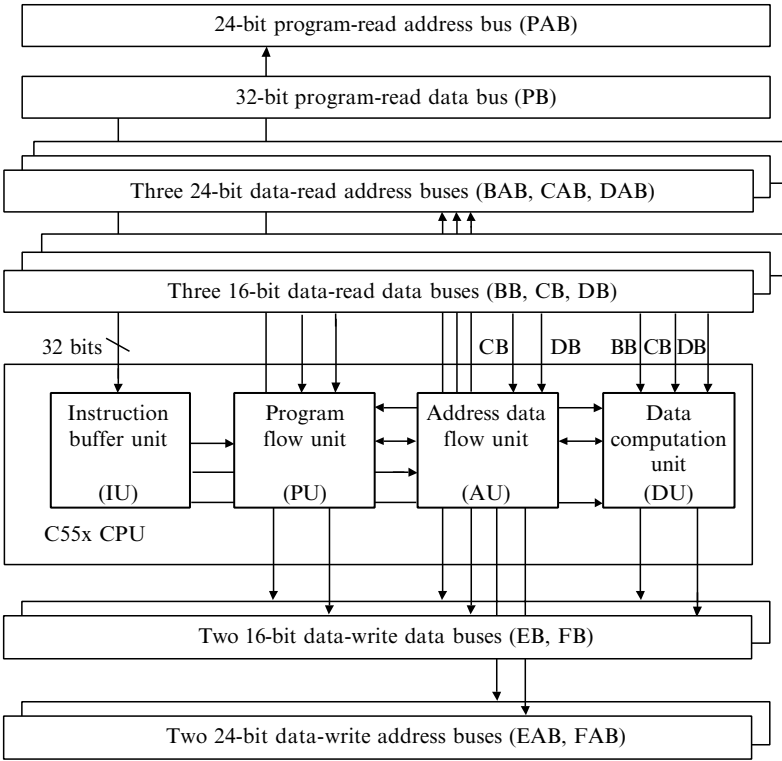 24-bit program-read address bus (PAB)
32-bit program-read data bus (PB)
Three 24-bit data-read address buses (BAB, CAB, DAB)
Three 16-bit data-read data buses (BB, CB, DB)
32 bits
CB
DB
BB
CB
DB
Instruction
buffer unit
(IU)
Program
flow unit
(PU)
Address data
flow unit
(AU)
Data
computation
unit
(DU)
C55x CPU
Two 16-bit data-write data buses (EB, FB)
Two 24-bit data-write address buses (EAB, FAB)